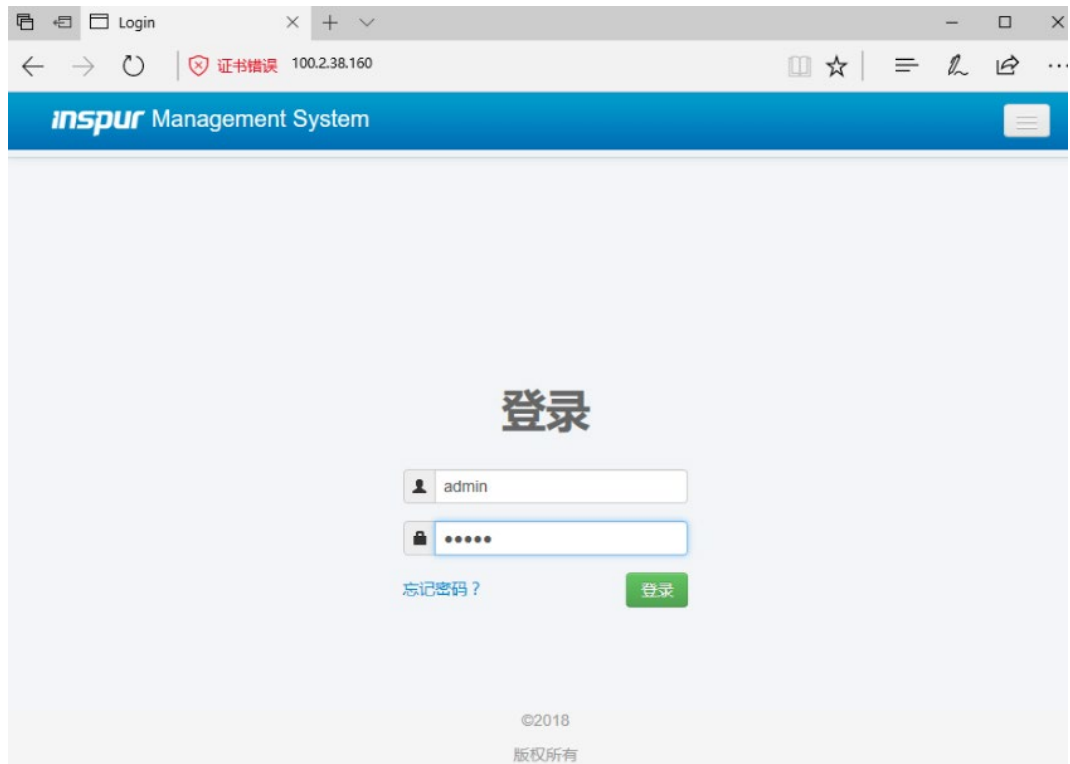 Login
证书错误 100.2.38.160
inspur Management System
登录
admin
•••••
忘记密码？
登录
©2018
版权所有